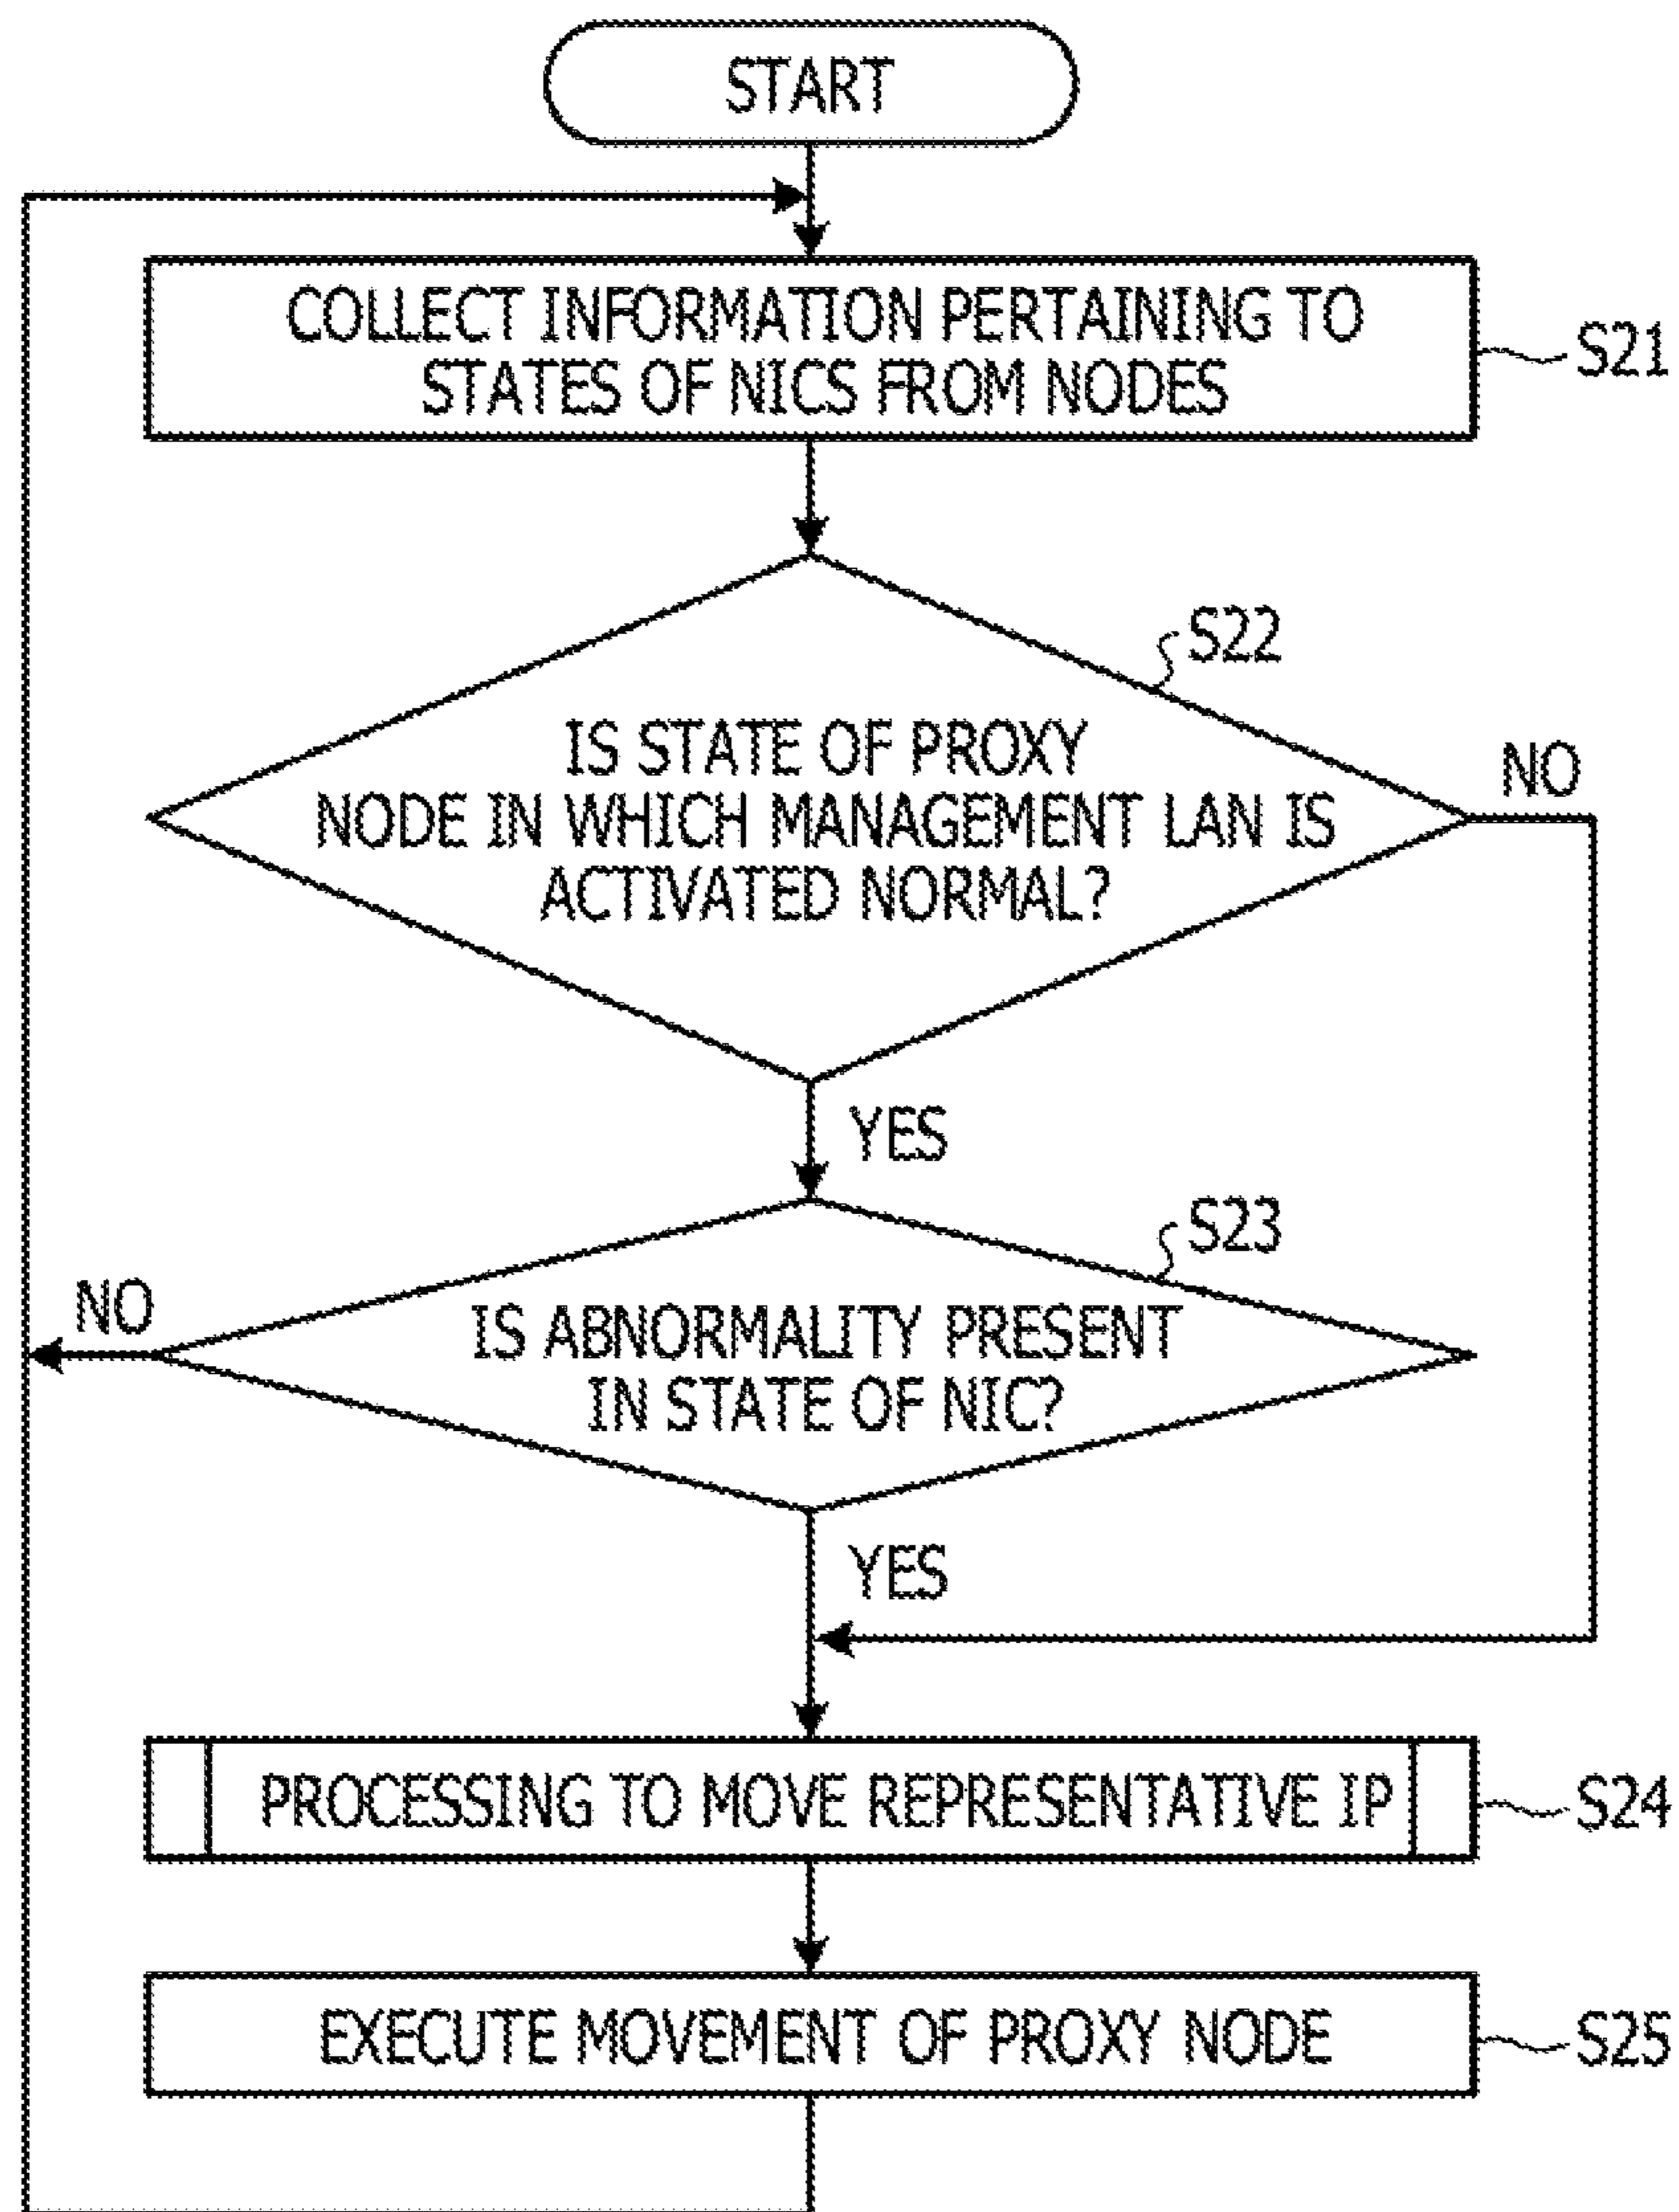 START
COLLECT INFORMATION PERTAINING TO
STATES OF NICS FROM NODES
S21
S22
IS STATE OF PROXY
NODE IN WHICH MANAGEMENT LAN IS
ACTIVATED NORMAL?
NO
YES
S23
NO
IS ABNORMALITY PRESENT
IN STATE OF NIC?
YES
PROCESSING TO MOVE REPRESENTATIVE IP
S24
EXECUTE MOVEMENT OF PROXY NODE
S25